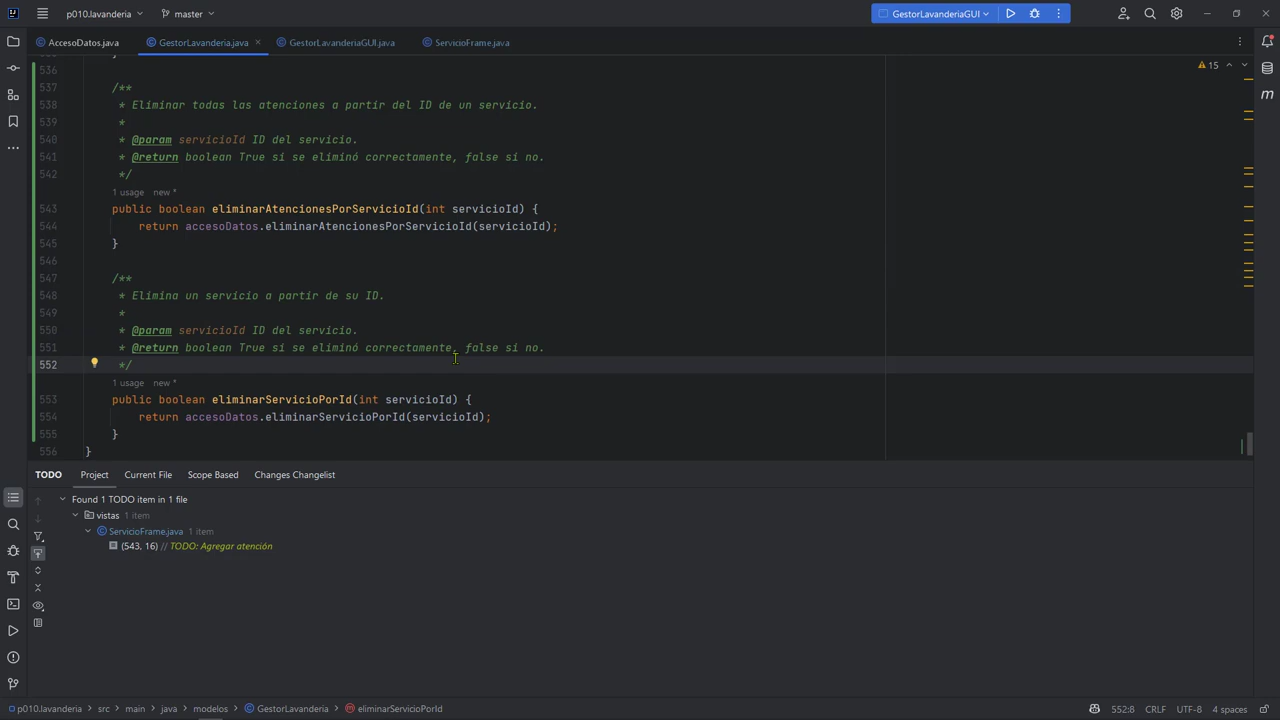 p010.lavanderia
master
GestorLavanderiaGUI
AccesoDatos.java
GestorLavanderia.java
GestorLavanderiaGUI.java
ServicioFrame.java
15
536
537 /**
538 * Eliminar todas las atenciones a partir del ID de un servicio.
539 *
540 * @param servicioId ID del servicio.
541 * @return boolean True si se eliminó correctamente, false si no.
542 */
1 usage new *
543 public boolean eliminarAtencionesPorServicioId(int servicioId) {
544 return accesoDatos.eliminarAtencionesPorServicioId(servicioId);
545 }
546
547 /**
548 * Elimina un servicio a partir de su ID.
549 *
550 * @param servicioId ID del servicio.
551 * @return boolean True si se eliminó correctamente, false si no.
552 */
1 usage new *
553 public boolean eliminarServicioPorId(int servicioId) {
554 return accesoDatos.eliminarServicioPorId(servicioId);
555 }
556 }
TODO Project Current File Scope Based Changes Changelist
Found 1 TODO item in 1 file
vistas 1 item
ServicioFrame.java 1 item
(543, 16) // TODO: Agregar atención
p010.lavanderia > src > main > java > modelos > GestorLavanderia > eliminarServicioPorId
552:8 CRLF UTF-8 4 spaces